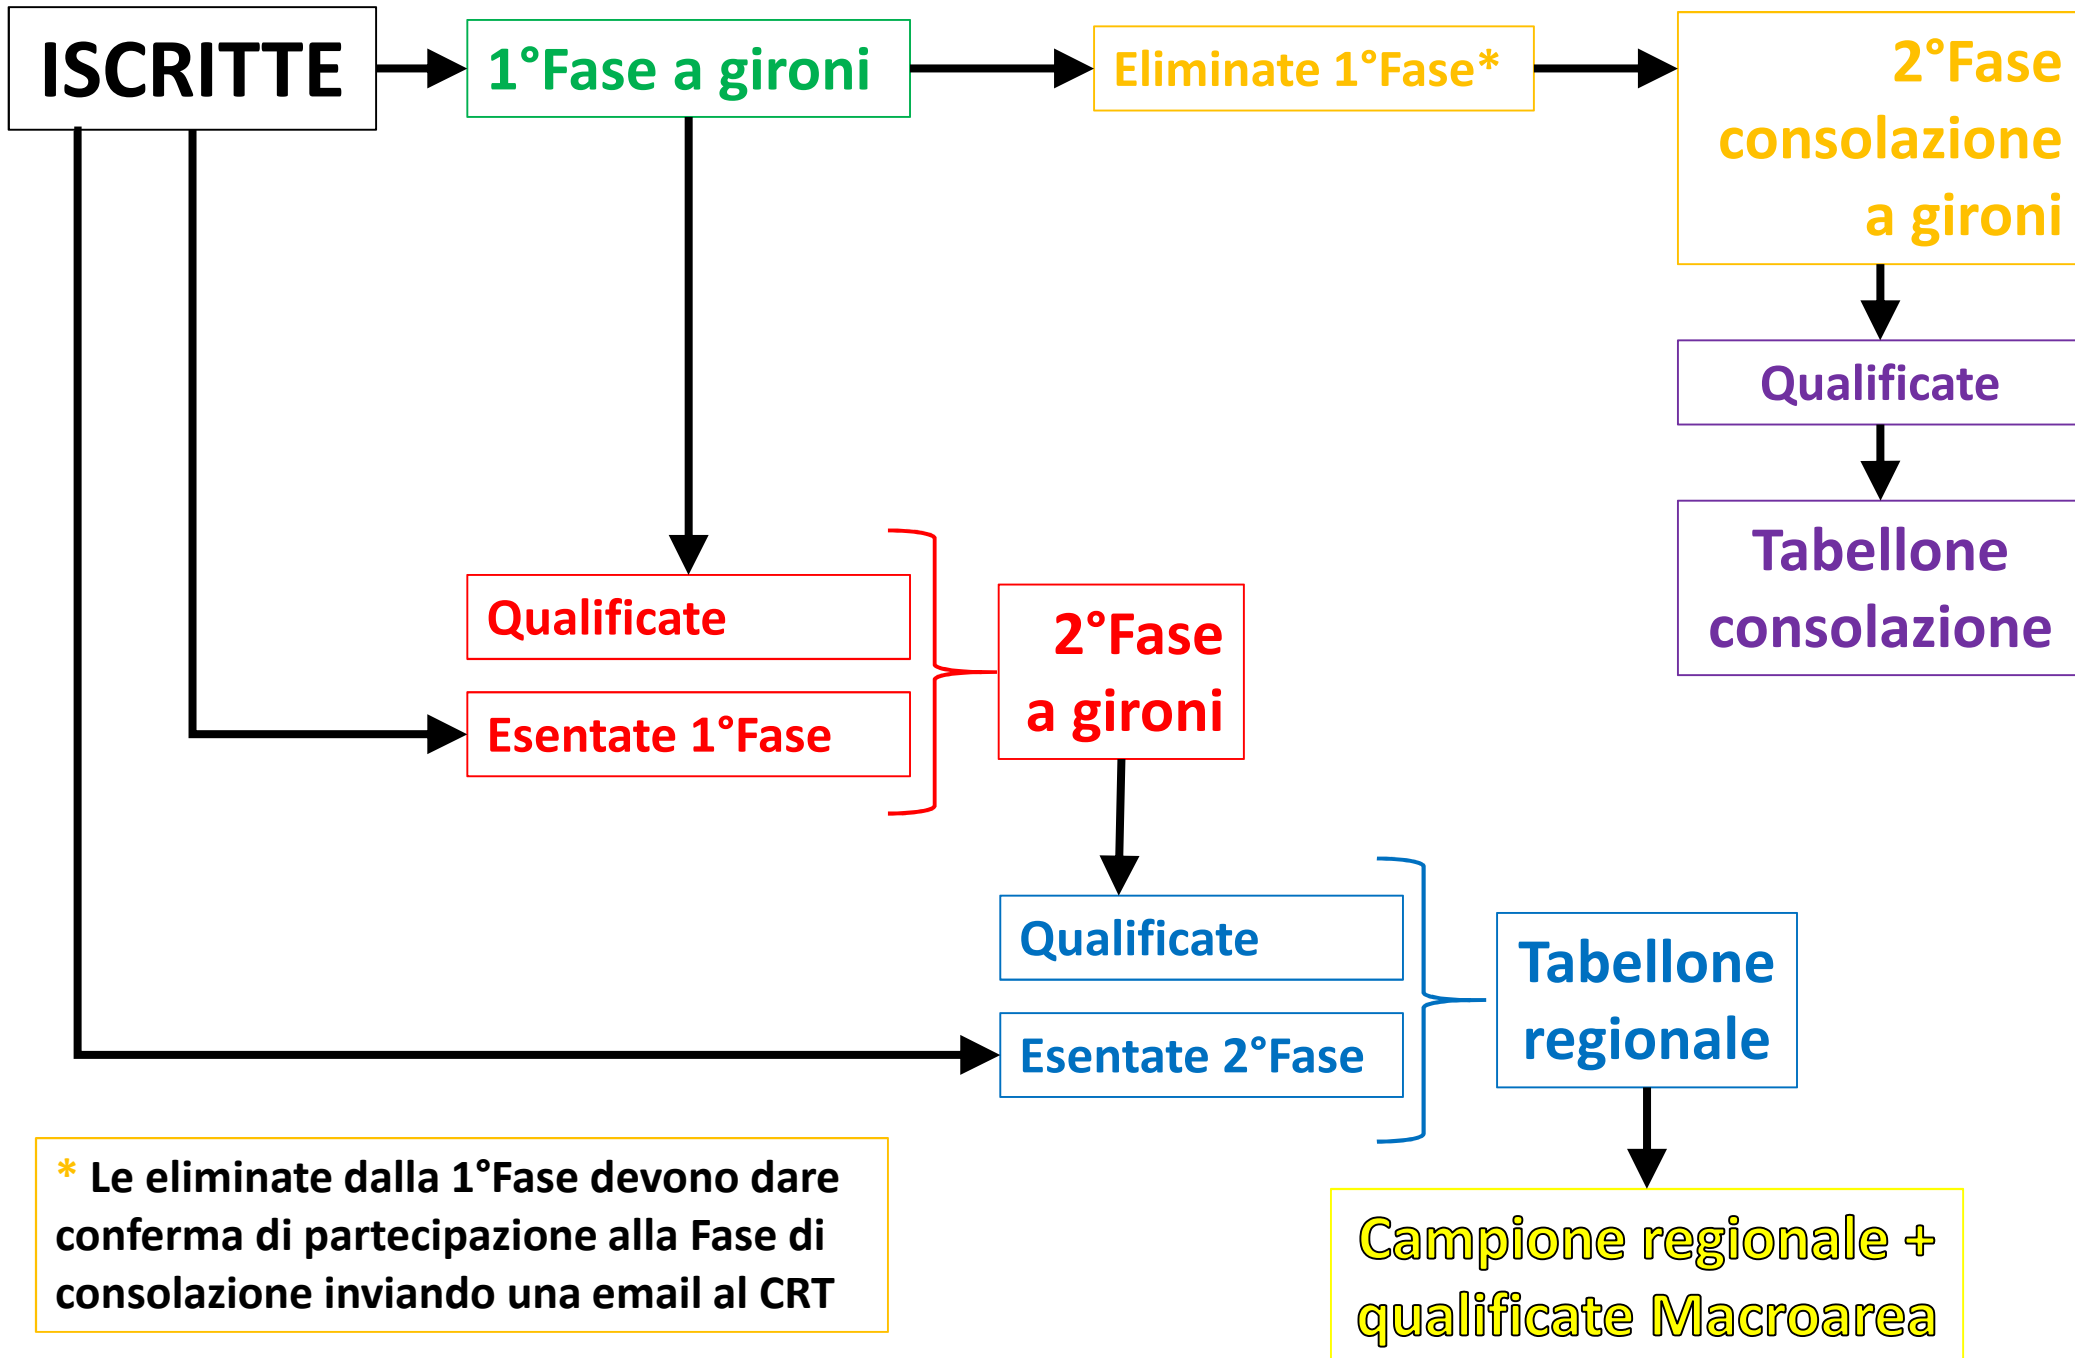 ISCRITTE
1°Fase a gironi
Eliminate 1°Fase*
2°Fase
consolazione
a gironi
Qualificate
Tabellone
consolazione
Qualificate
Esentate 1°Fase
2°Fase
a gironi
Qualificate
Esentate 2°Fase
Tabellone
regionale
* Le eliminate dalla 1°Fase devono dare
conferma di partecipazione alla Fase di
consolazione inviando una email al CRT
Campione regionale +
qualificate Macroarea